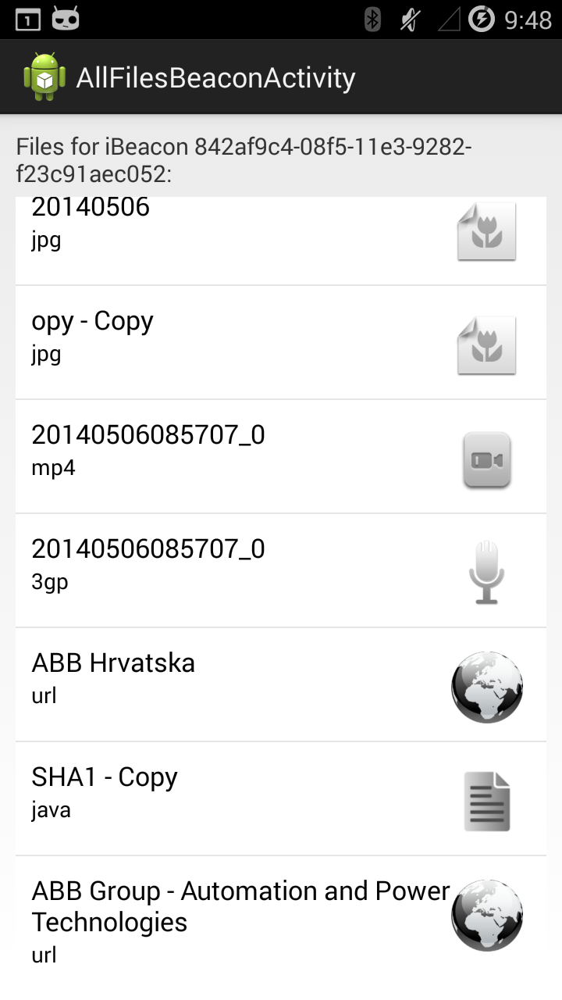 1
9:48
AllFilesBeaconActivity
Files for iBeacon 842af9c4-08f5-11e3-9282-
f23c91aec052:
20140506
jpg
opy - Copy
jpg
20140506085707_0
mp4
20140506085707_0
3gp
ABB Hrvatska
url
SHA1 - Copy
java
ABB Group - Automation and Power
Technologies
url